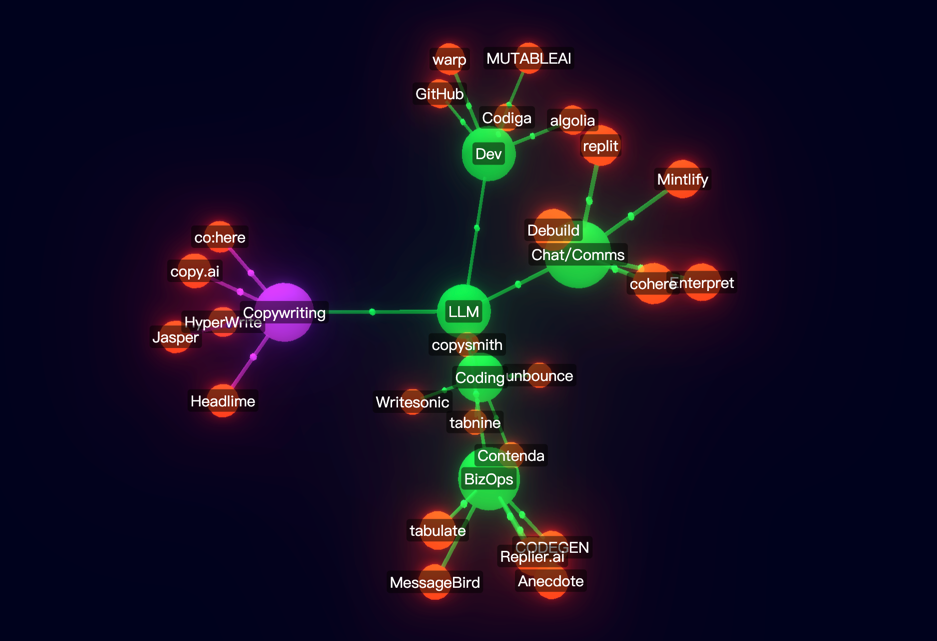 warp
MUTABLEAI
GitHub
Codiga
algolia
replit
Dev
Mintlify
Debuild
co:here
Chat/Comms
copy.ai
cohere
Enterpret
Copywriting
LLM
HyperWrite
Jasper
copysmith
Coding
unbounce
Headlime
Writesonic
tabnine
Contenda
BizOps
tabulate
CODEGEN
Replier.ai
MessageBird
Anecdote